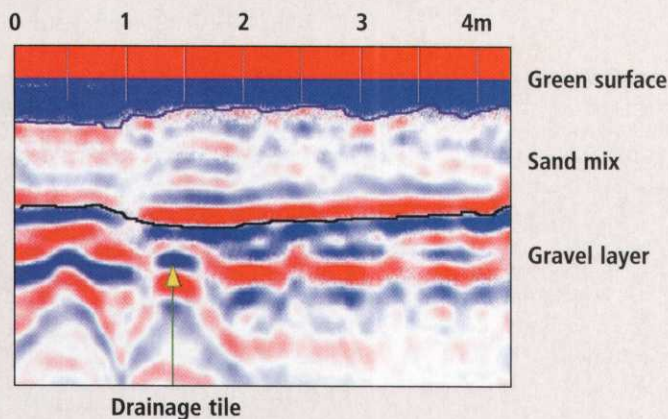 0 1 2 3 4m
Green surface
Sand mix
Gravel layer
Drainage tile